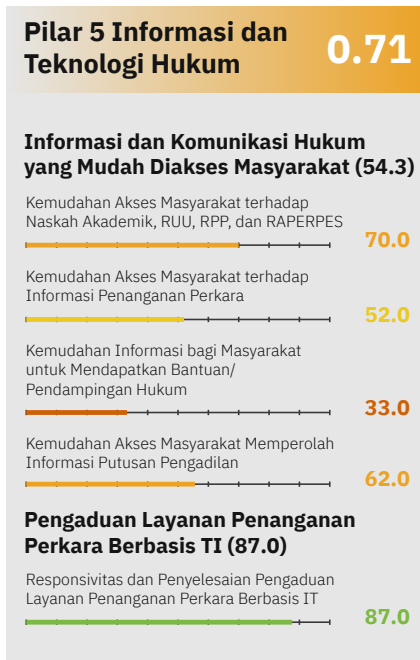 Pilar 5 Informasi dan
Teknologi Hukum
0.71
Informasi dan Komunikasi Hukum
yang Mudah Diakses Masyarakat (54.3)
Kemudahan Akses Masyarakat terhadap
Naskah Akademik, RUU, RPP, dan RAPERPES
70.0
Kemudahan Akses Masyarakat terhadap
Informasi Penanganan Perkara
52.0
Kemudahan Informasi bagi Masyarakat
untuk Mendapatkan Bantuan/
Pendampingan Hukum
33.0
Kemudahan Akses Masyarakat Memperolah
Informasi Putusan Pengadilan
62.0
Pengaduan Layanan Penanganan
Perkara Berbasis TI (87.0)
Responsivitas dan Penyelesaian Pengaduan
Layanan Penanganan Perkara Berbasis IT
87.0